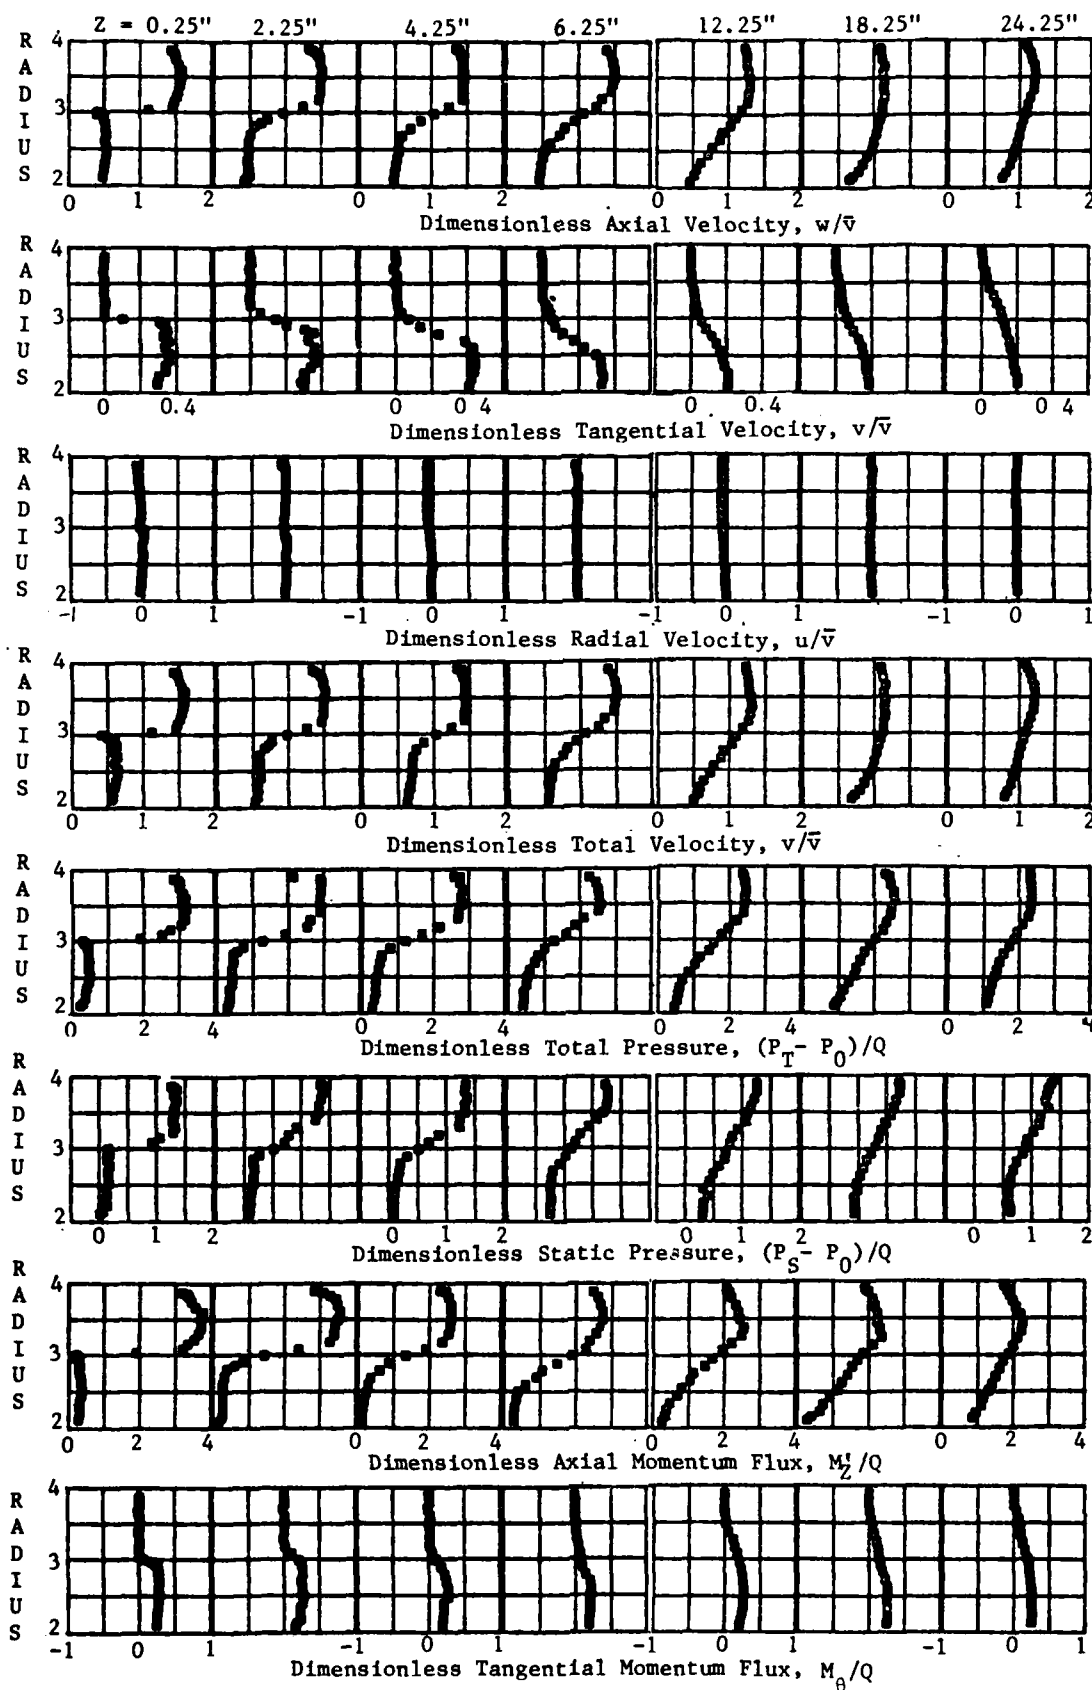 Z = 0.25" 2.25" 4.25" 6.25" 12.25" 18.25" 24.25"
RADIUS
4
3
2
0 1 2 0 1 2 0 1 2 0 1 2
Dimensionless Axial Velocity, w/v̄
RADIUS
4
3
2
0 0.4 0 0 4 0 0.4 0 0 4
Dimensionless Tangential Velocity, v/v̄
RADIUS
4
3
2
-1 0 1 -1 0 1 -1 0 1 -1 0 1
Dimensionless Radial Velocity, u/v̄
RADIUS
4
3
2
0 1 2 0 1 2 0 1 2 0 1 2
Dimensionless Total Velocity, v/v̄
RADIUS
4
3
2
0 2 4 0 2 4 0 2 4 0 2 4
Dimensionless Total Pressure, (P_T - P_0)/Q
RADIUS
4
3
2
0 1 2 0 1 2 0 1 2 0 1 2
Dimensionless Static Pressure, (P_S - P_0)/Q
RADIUS
4
3
2
0 2 4 0 2 4 0 2 4 0 2 4
Dimensionless Axial Momentum Flux, M'_Z/Q
RADIUS
4
3
2
-1 0 1 -1 0 1 -1 0 1 -1 0 1
Dimensionless Tangential Momentum Flux, M_θ/Q